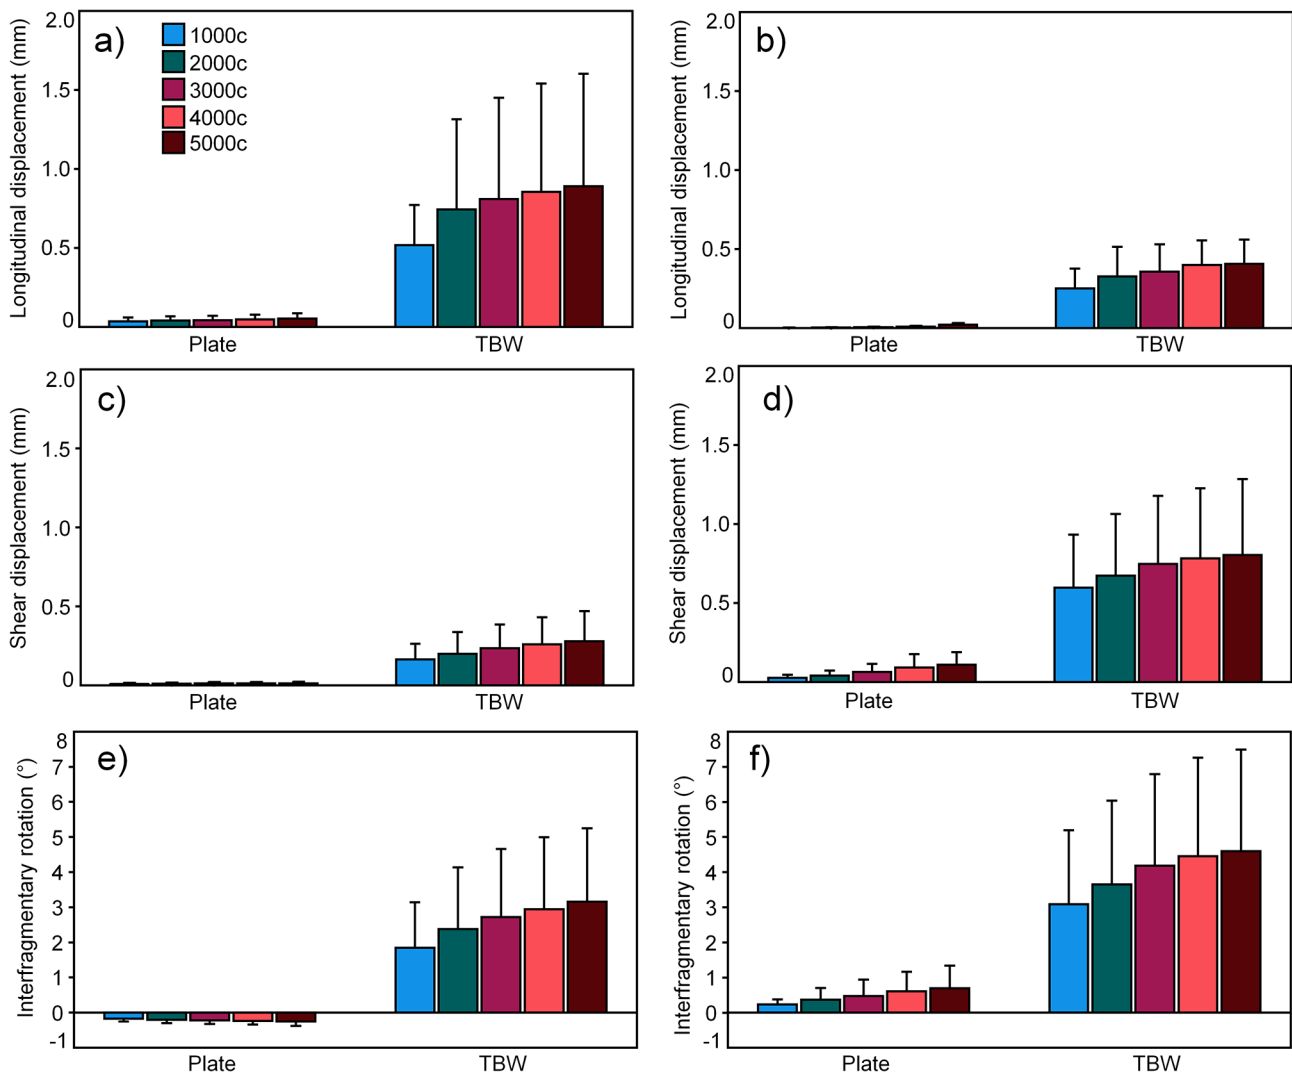 a)
1000c
2000c
3000c
4000c
5000c
Longitudinal displacement (mm)
2.0
1.5
1.0
0.5
0
Plate
TBW
b)
Longitudinal displacement (mm)
2.0
1.5
1.0
0.5
0
Plate
TBW
c)
Shear displacement (mm)
2.0
1.5
1.0
0.5
0
Plate
TBW
d)
Shear displacement (mm)
2.0
1.5
1.0
0.5
0
Plate
TBW
e)
Interfragmentary rotation (°)
8
7
6
5
4
3
2
1
0
-1
Plate
TBW
f)
Interfragmentary rotation (°)
8
7
6
5
4
3
2
1
0
-1
Plate
TBW